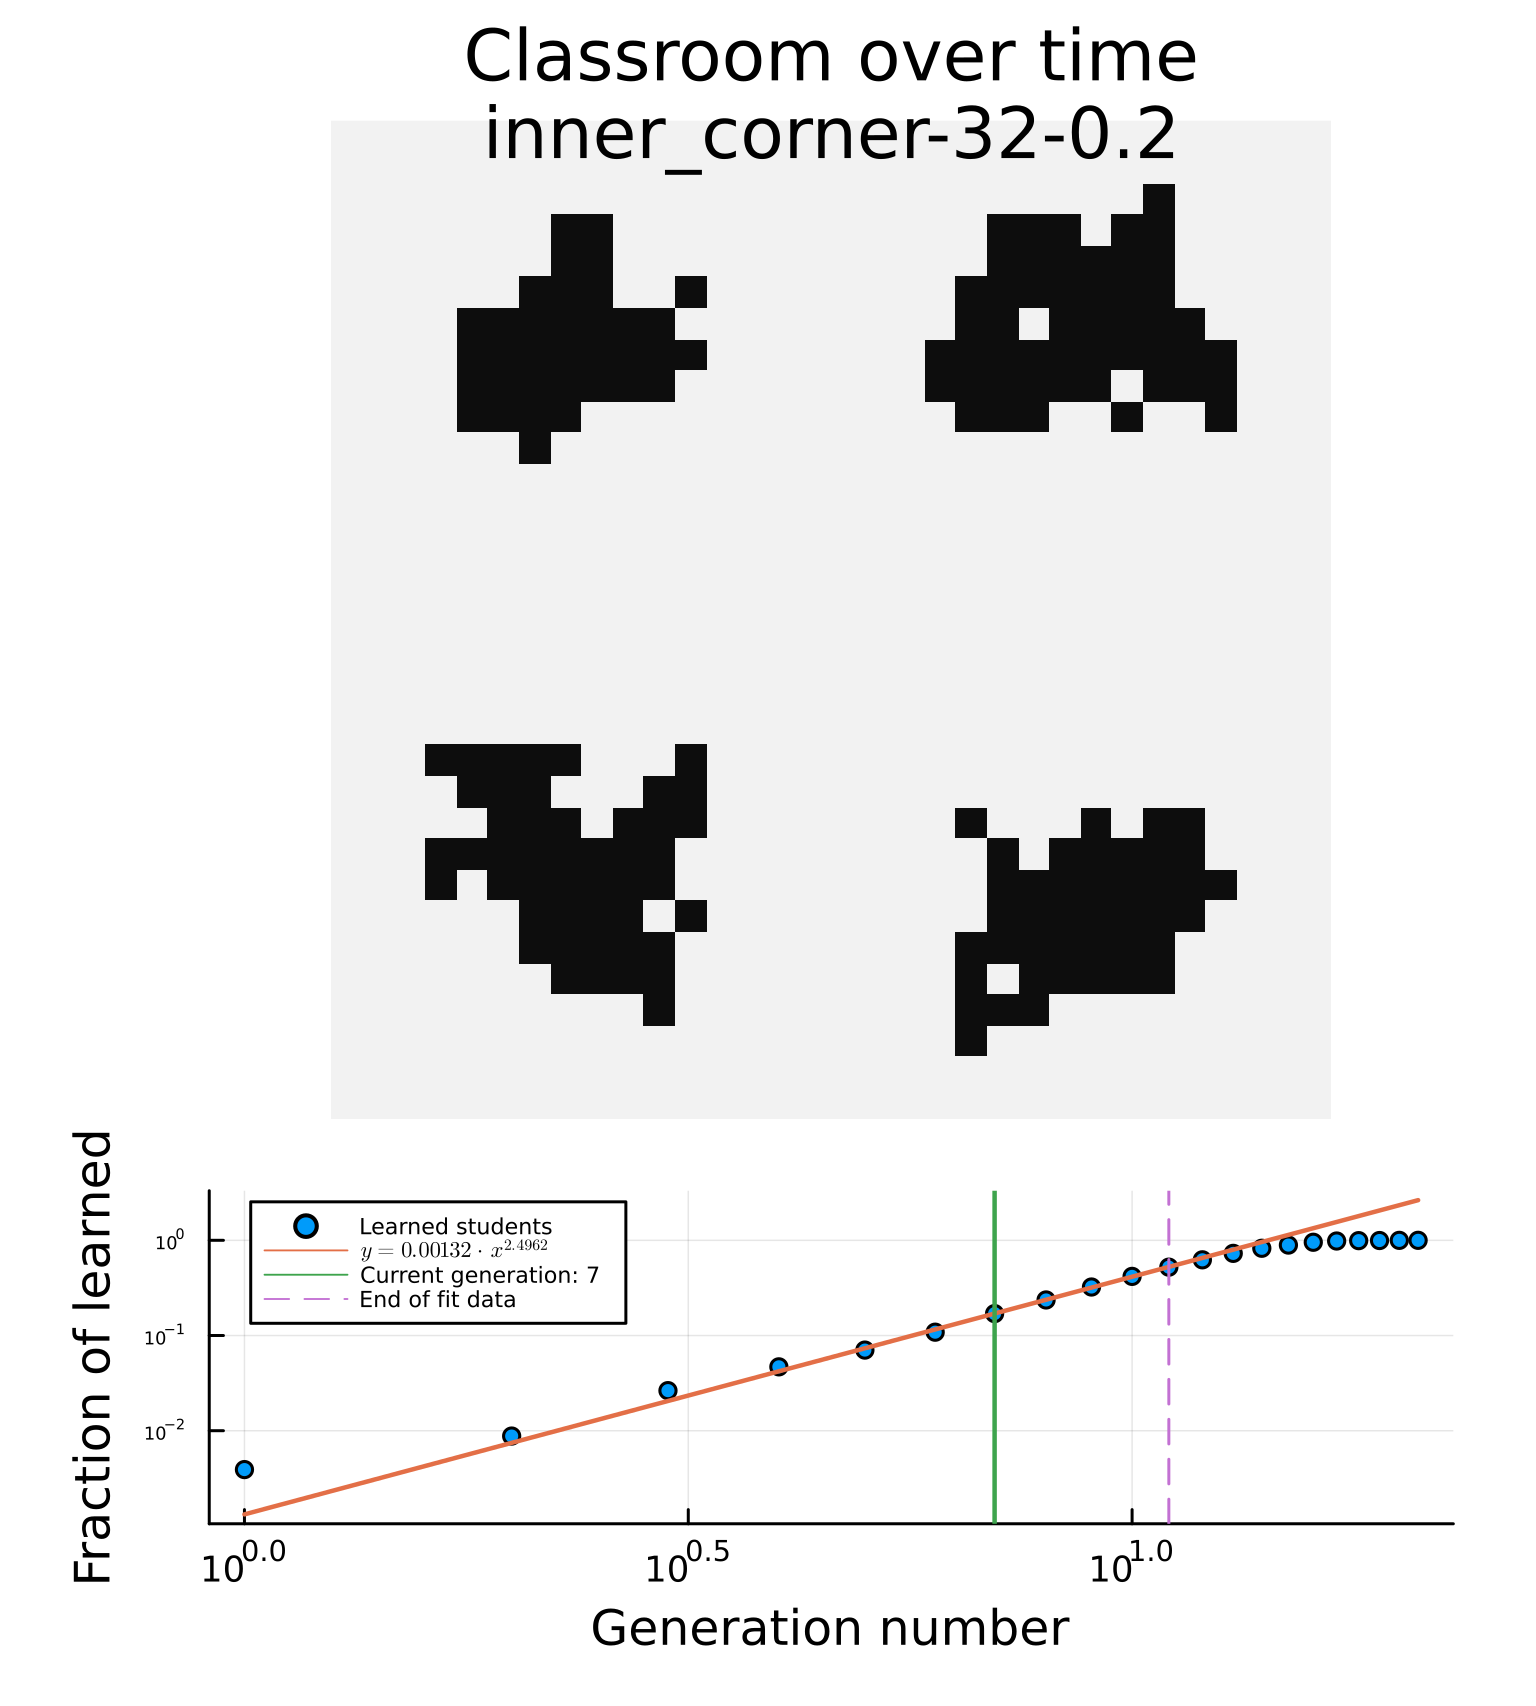 Classroom over time
inner_corner-32-0.2
Fraction of learned
10⁰
10⁻¹
10⁻²
Learned students
y = 0.00132 · x^2.4962
Current generation: 7
End of fit data
10^0.0
10^0.5
10^1.0
Generation number